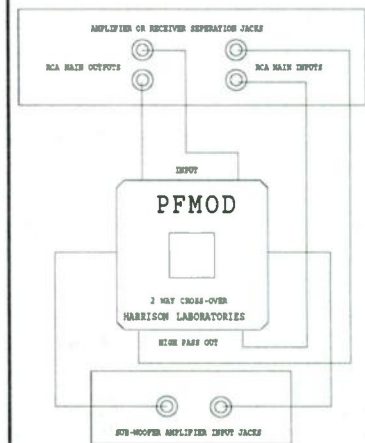 AMPLIFIER OR RECEIVER SEPERATION JACKS
RCA MAIN OUTPUTS
RCA MAIN INPUTS
INPUT
PFMOD
2 WAY CROSS-OVER
HARRISON LABORATORIES
HIGH PASS OUT
SUB-WOOFER AMPLIFIER INPUT JACKS